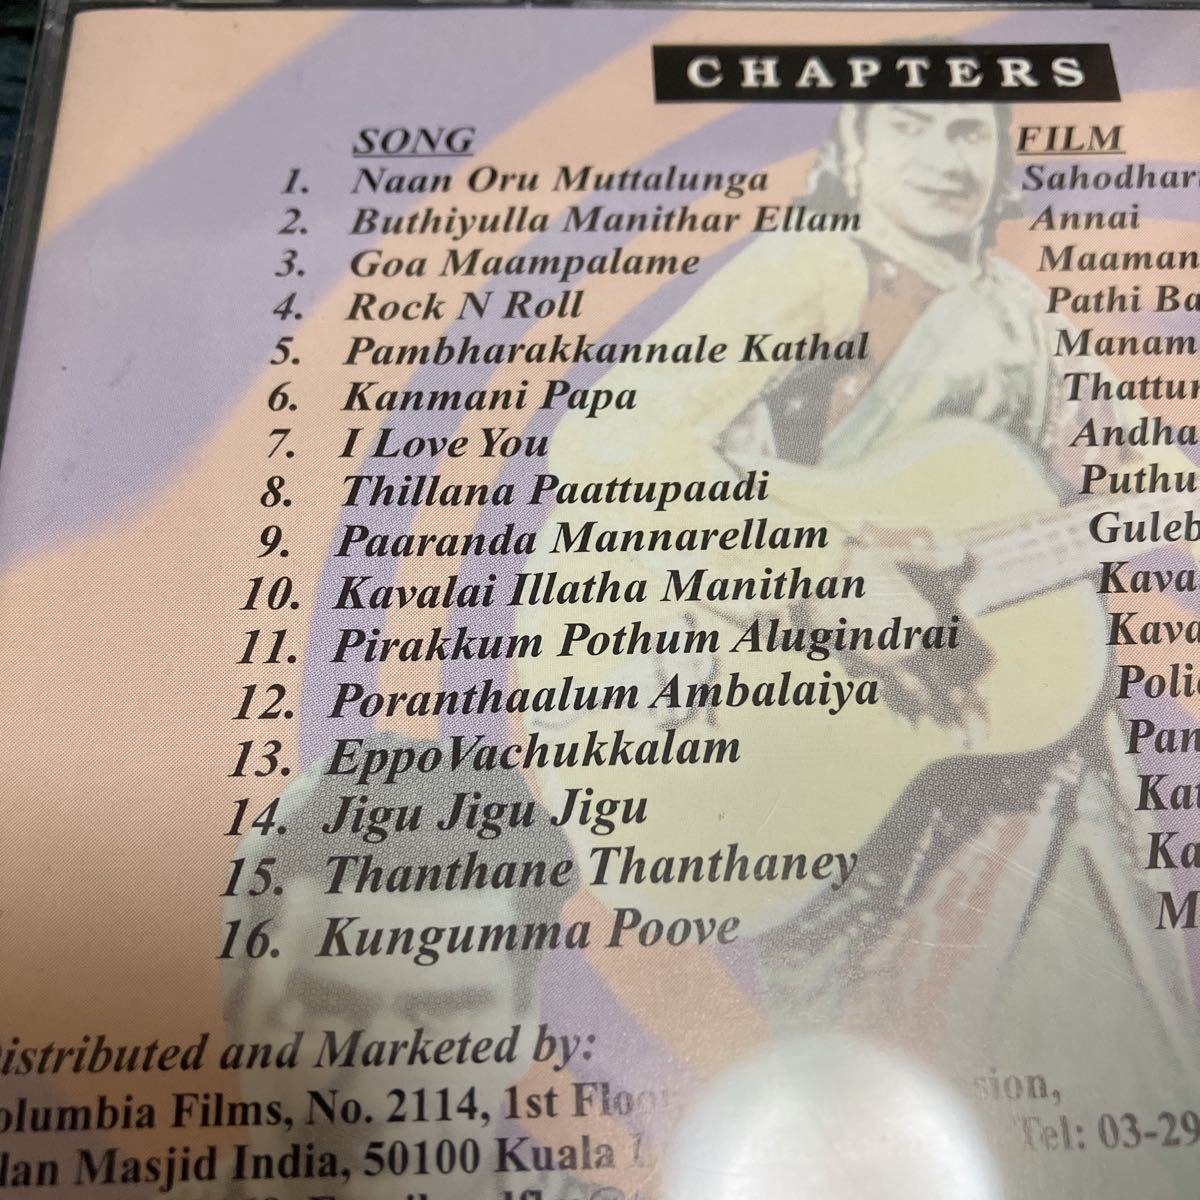 CHAPTERS
SONG FILM
1. Naan Oru Muttalunga Sahodhari
2. Buthiyulla Manithar Ellam Annai
3. Goa Maampalame Maaman
4. Rock N Roll Pathi Ba
5. Pambharakkannale Kathal Manam
6. Kanmani Papa Thattun
7. I Love You Andha
8. Thillana Paattupaadi Puthu
9. Paaranda Mannarellam Guleb
10. Kavalai Illatha Manithan Kava
11. Pirakkum Pothum Alugindrai Kava
12. Poranthaalum Ambalaiya Polic
13. Eppo Vachukkalam Pan
14. Jigu Jigu Jigu Kat
15. Thanthane Thanthaney Ka
16. Kungumma Poove M
Distributed and Marketed by:
olumbia Films, No. 2114, 1st Floo sion,
lan Masjid India, 50100 Kuala Tel: 03-29